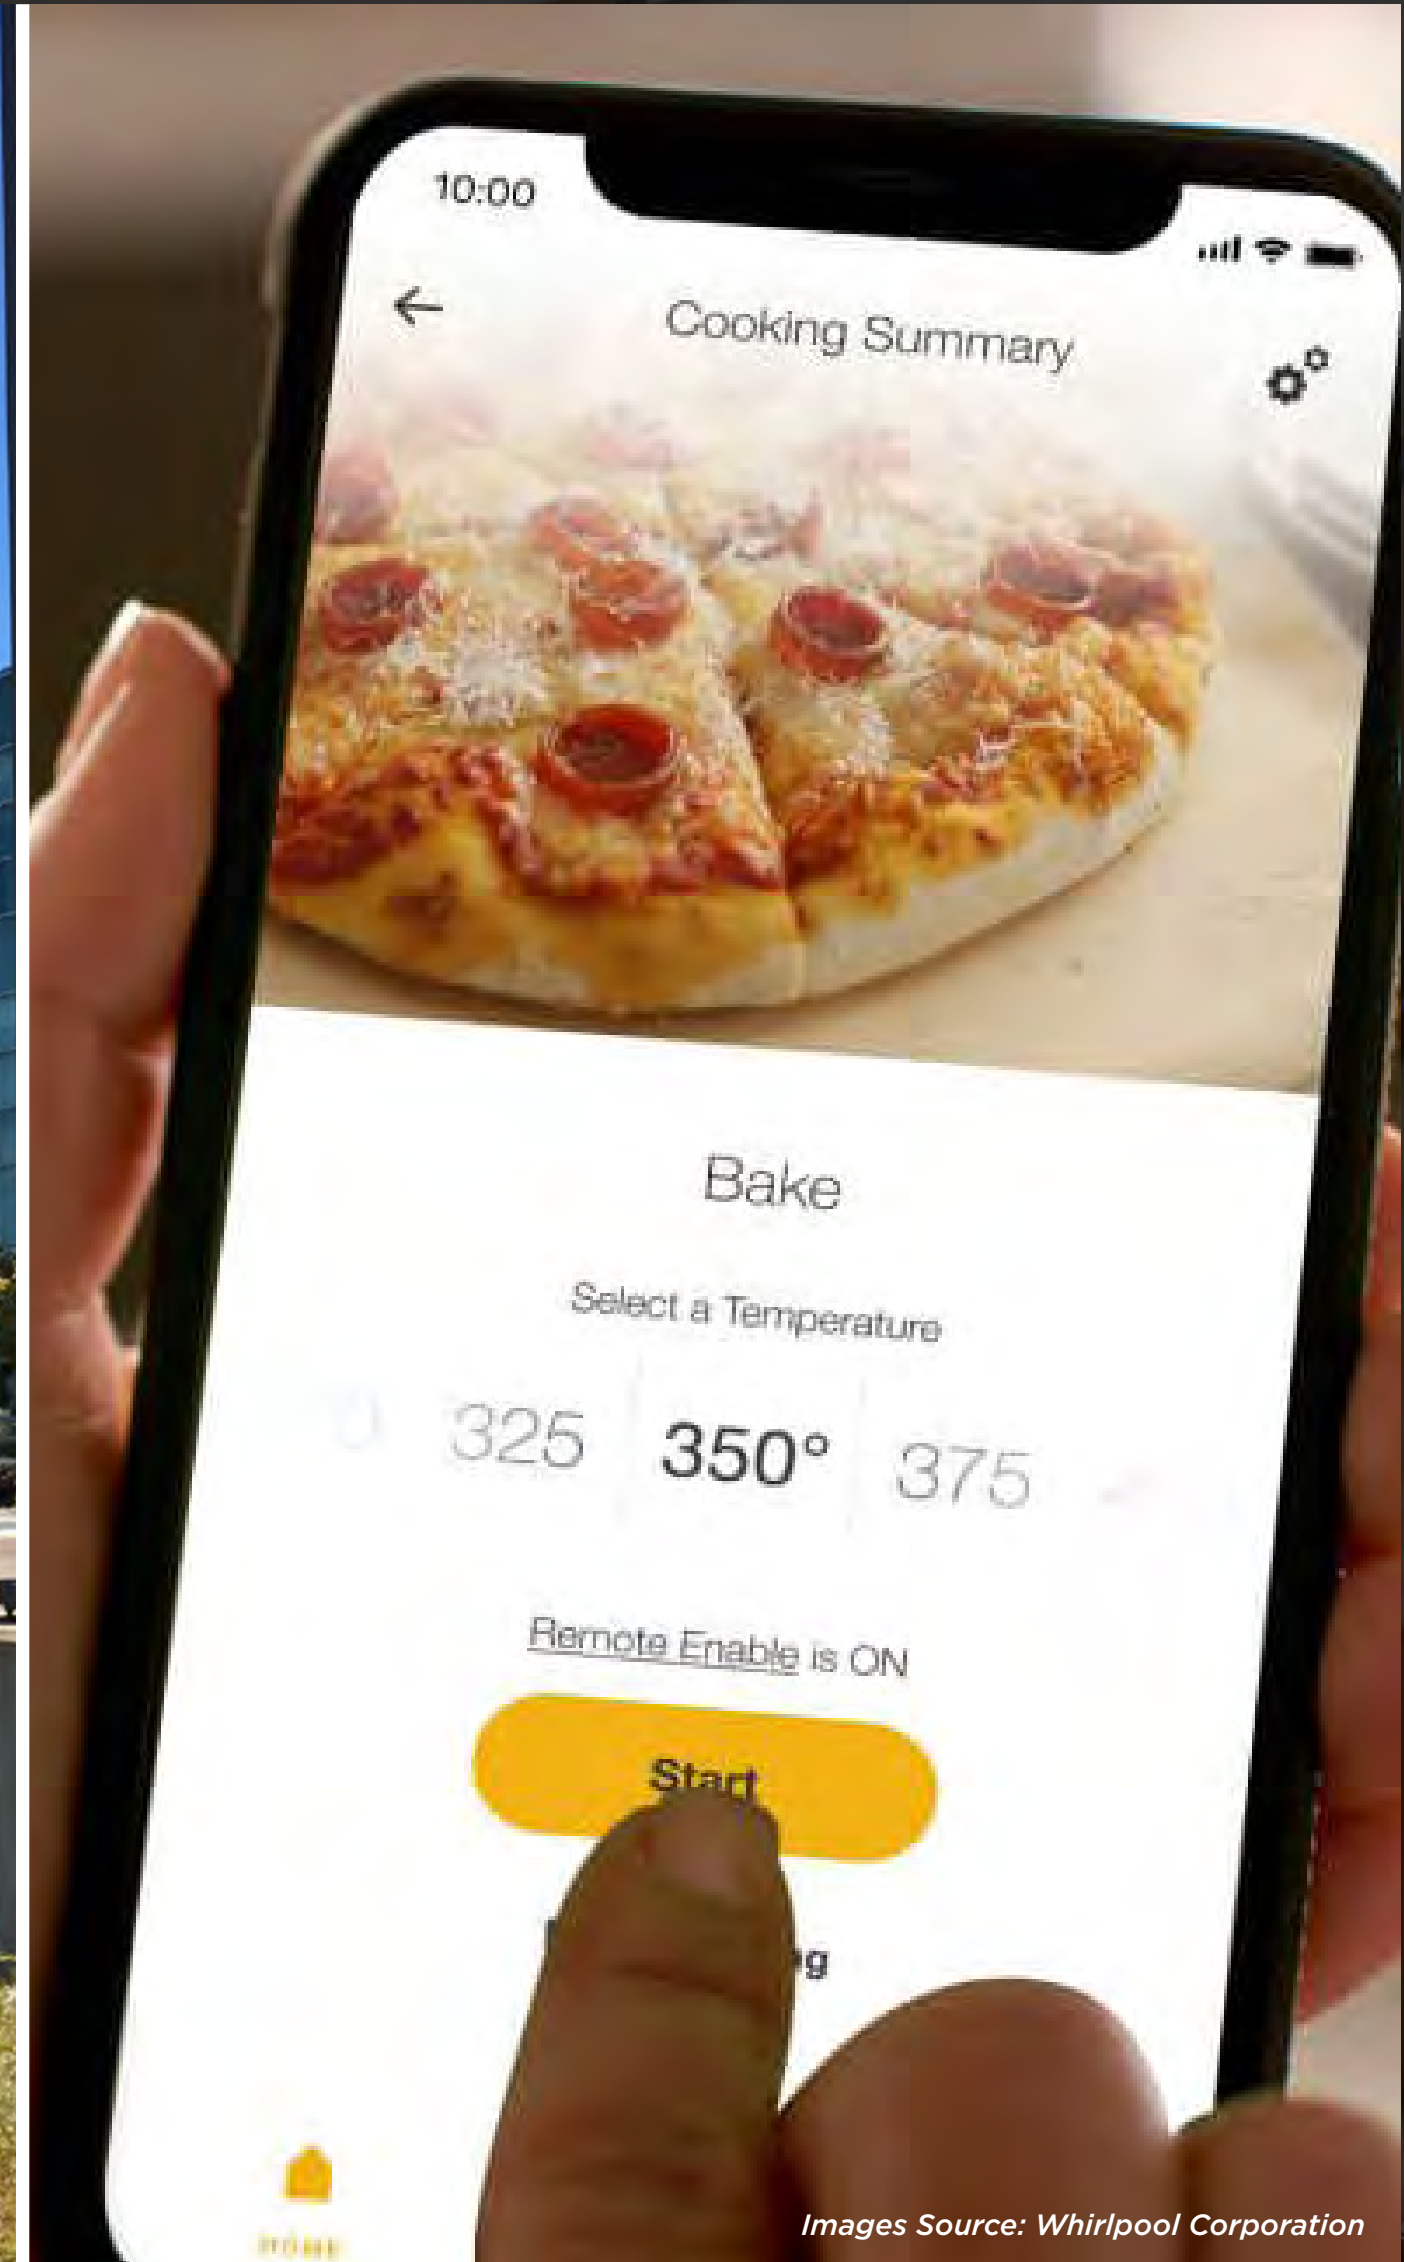 10:00
Cooking Summary
Bake
Select a Temperature
325 350° 375
Remote Enable is ON
Start
HOME
Images Source: Whirlpool Corporation